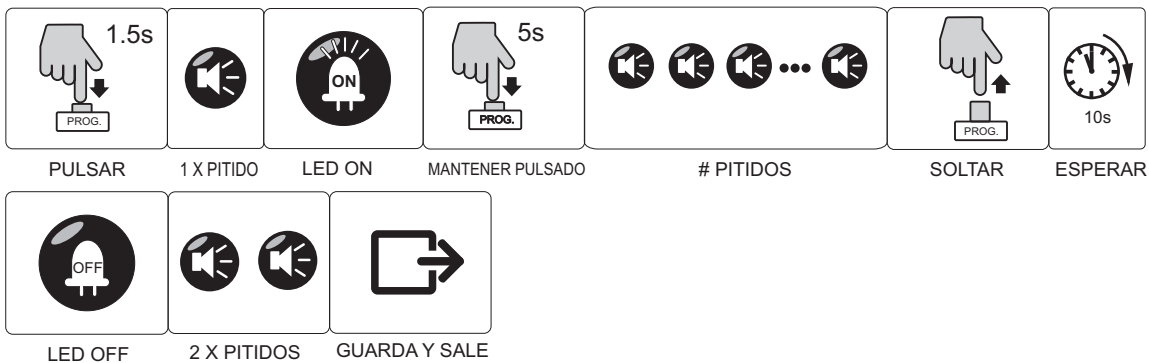 1.5s
PROG.
ON
5s
PROG.
PROG.
10s
PULSAR
1 X PITIDO
LED ON
MANTENER PULSADO
# PITIDOS
SOLTAR
ESPERAR
OFF
LED OFF
2 X PITIDOS
GUARDA Y SALE